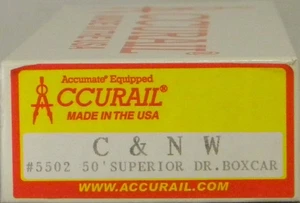 Accumate® Equipped
ACCURAIL®
MADE IN THE USA
C & N W
#5502 50' SUPERIOR DR. BOXCAR
WWW.ACCURAIL.COM